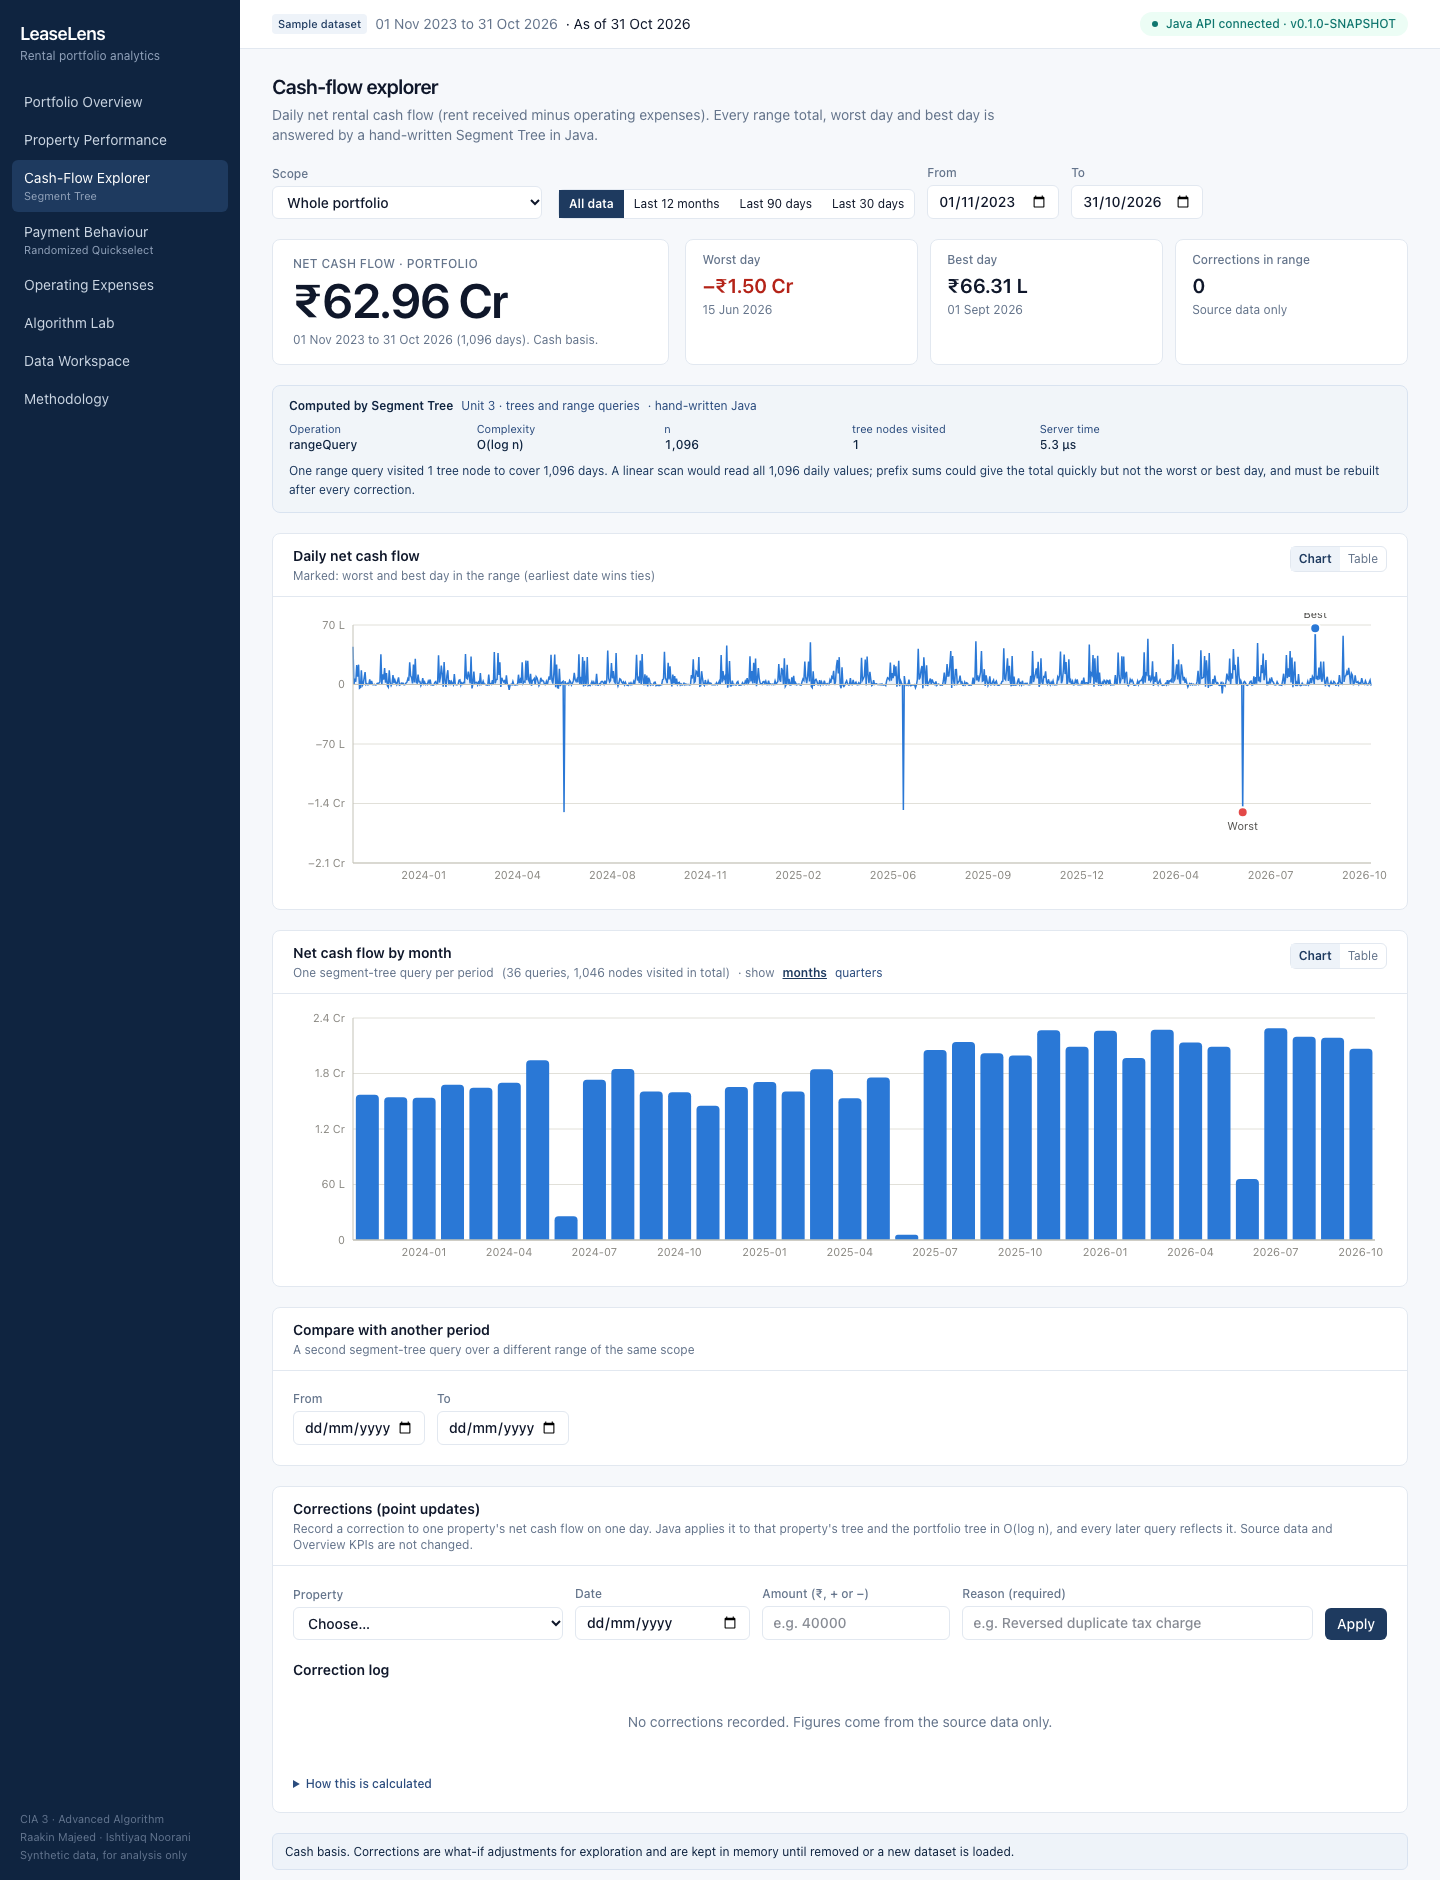 LeaseLens
Rental portfolio analytics
Portfolio Overview
Property Performance
Cash-Flow Explorer
Segment Tree
Payment Behaviour
Randomized Quickselect
Operating Expenses
Algorithm Lab
Data Workspace
Methodology
CIA 3 · Advanced Algorithm
Raakin Majeed · Ishtiyaq Noorani
Synthetic data, for analysis only
Sample dataset 01 Nov 2023 to 31 Oct 2026 · As of 31 Oct 2026
Java API connected · v0.1.0-SNAPSHOT
Cash-flow explorer
Daily net rental cash flow (rent received minus operating expenses). Every range total, worst day and best day is
answered by a hand-written Segment Tree in Java.
Scope
Whole portfolio
All data Last 12 months Last 90 days Last 30 days
From
01/11/2023
To
31/10/2026
NET CASH FLOW · PORTFOLIO
₹62.96 Cr
01 Nov 2023 to 31 Oct 2026 (1,096 days). Cash basis.
Worst day
−₹1.50 Cr
15 Jun 2026
Best day
₹66.31 L
01 Sept 2026
Corrections in range
0
Source data only
Computed by Segment Tree Unit 3 · trees and range queries · hand-written Java
Operation Complexity n tree nodes visited Server time
rangeQuery O(log n) 1,096 1 5.3 µs
One range query visited 1 tree node to cover 1,096 days. A linear scan would read all 1,096 daily values; prefix sums could give the total quickly but not the worst or best day, and must be rebuilt
after every correction.
Daily net cash flow
Marked: worst and best day in the range (earliest date wins ties)
Chart Table
Best
70 L
0
−70 L
−1.4 Cr
Worst
−2.1 Cr
2024-01 2024-04 2024-08 2024-11 2025-02 2025-06 2025-09 2025-12 2026-04 2026-07 2026-10
Net cash flow by month
One segment-tree query per period (36 queries, 1,046 nodes visited in total) · show months quarters
Chart Table
2.4 Cr
1.8 Cr
1.2 Cr
60 L
0
2024-01 2024-04 2024-07 2024-10 2025-01 2025-04 2025-07 2025-10 2026-01 2026-04 2026-07 2026-10
Compare with another period
A second segment-tree query over a different range of the same scope
From To
dd/mm/yyyy dd/mm/yyyy
Corrections (point updates)
Record a correction to one property's net cash flow on one day. Java applies it to that property's tree and the portfolio tree in O(log n), and every later query reflects it. Source data and
Overview KPIs are not changed.
Property Date Amount (₹, + or −) Reason (required)
Choose... dd/mm/yyyy e.g. 40000 e.g. Reversed duplicate tax charge Apply
Correction log
No corrections recorded. Figures come from the source data only.
How this is calculated
Cash basis. Corrections are what-if adjustments for exploration and are kept in memory until removed or a new dataset is loaded.